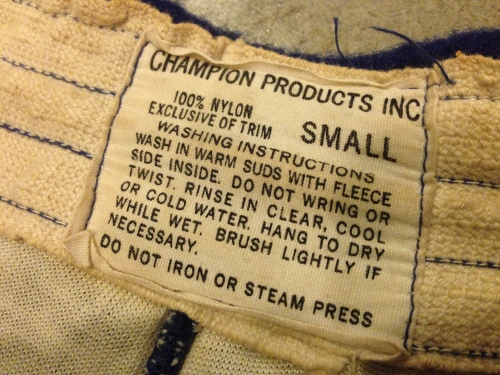 CHAMPION PRODUCTS INC
100% NYLON
EXCLUSIVE OF TRIM
SMALL
WASHING INSTRUCTIONS
WASH IN WARM SUDS WITH FLEECE
SIDE INSIDE. DO NOT WRING OR
TWIST. RINSE IN CLEAR, COOL
OR COLD WATER. HANG TO DRY
WHILE WET. BRUSH LIGHTLY IF
NECESSARY.
DO NOT IRON OR STEAM PRESS